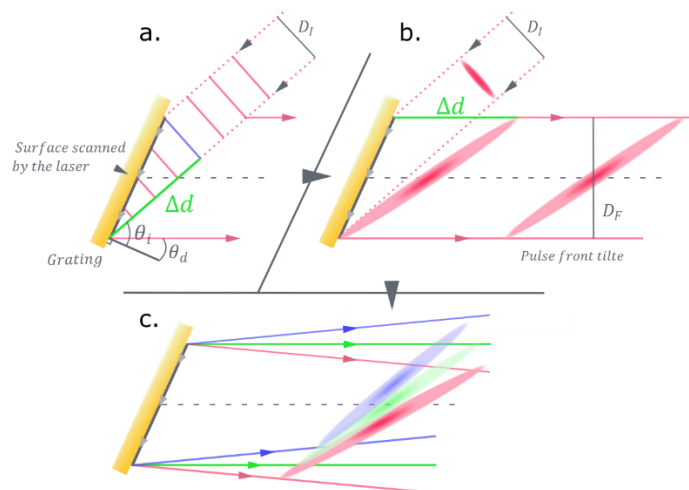 a.
D_I
Surface scanned
by the laser
Δd
θ_i
θ_d
Grating
b.
D_I
Δd
D_F
Pulse front tilte
c.